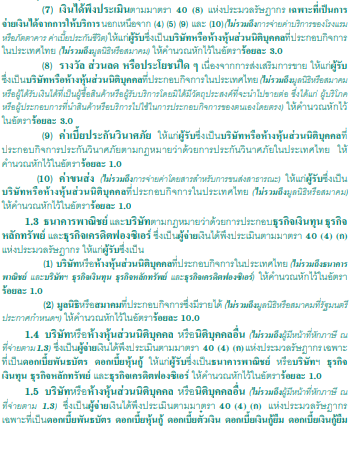 (7) เงินได้พึงประเมินตามมาตรา 40 (8) แห่งประมวลรัษฎากร เฉพาะที่เป็นการ
จ่ายเงินได้จากการให้บริการนอกเหนือจาก (4) (5) (9) และ (10) (ไม่รวมถึงการจ่ายค่าบริการของโรงแรม
หรือภัตตาคาร ค่าเบี้ยประกันชีวิต) ให้แก่ผู้รับซึ่งเป็นบริษัทหรือห้างหุ้นส่วนนิติบุคคลที่ประกอบกิจการ
ในประเทศไทย (ไม่รวมถึงมูลนิธิหรือสมาคม) ให้คำนวณหักไว้ในอัตราร้อยละ 3.0
(8) รางวัล ส่วนลด หรือประโยชน์ใด ๆ เนื่องจากการส่งเสริมการขาย ให้แก่ผู้รับ
ซึ่งเป็นบริษัทหรือห้างหุ้นส่วนนิติบุคคลที่ประกอบกิจการในประเทศไทย (ไม่รวมถึงมูลนิธิหรือสมาคม
หรือผู้ได้รับเงินได้ที่เป็นผู้ซื้อสินค้าหรือผู้รับบริการโดยมิได้มีวัตถุประสงค์ที่จะนำไปขายต่อ ซึ่งได้แก่ ผู้บริโภค
หรือผู้ประกอบการที่นำสินค้าหรือบริการไปใช้ในการประกอบกิจการของตนเองโดยตรง) ให้คำนวณหักไว้
ในอัตราร้อยละ 3.0
(9) ค่าเบี้ยประกันวินาศภัย ให้แก่ผู้รับซึ่งเป็นบริษัทหรือห้างหุ้นส่วนนิติบุคคลที่
ประกอบกิจการประกันวินาศภัยตามกฎหมายว่าด้วยการประกันวินาศภัยในประเทศไทย ให้
คำนวณหักไว้ในอัตราร้อยละ 1.0
(10) ค่าขนส่ง (ไม่รวมถึงการจ่ายค่าโดยสารสำหรับการขนส่งสาธารณะ) ให้แก่ผู้รับซึ่งเป็น
บริษัทหรือห้างหุ้นส่วนนิติบุคคลที่ประกอบกิจการในประเทศไทย (ไม่รวมถึงมูลนิธิหรือสมาคม)
ให้คำนวณหักไว้ในอัตราร้อยละ 1.0
1.3 ธนาคารพาณิชย์ และบริษัทตามกฎหมายว่าด้วยการประกอบธุรกิจเงินทุน ธุรกิจ
หลักทรัพย์ และธุรกิจเครดิตฟองซิเอร์ ซึ่งเป็นผู้จ่ายเงินได้พึงประเมินตามมาตรา 40 (4) (ก)
แห่งประมวลรัษฎากร ให้แก่ผู้รับซึ่งเป็น
(1) บริษัทหรือห้างหุ้นส่วนนิติบุคคลที่ประกอบกิจการในประเทศไทย (ไม่รวมถึงธนาคาร
พาณิชย์ และบริษัทฯ ธุรกิจเงินทุน ธุรกิจหลักทรัพย์ และธุรกิจเครดิตฟองซิเอร์) ให้คำนวณหักไว้ในอัตรา
ร้อยละ 1.0
(2) มูลนิธิหรือสมาคมที่ประกอบกิจการซึ่งมีรายได้ (ไม่รวมถึงมูลนิธิหรือสมาคมที่รัฐมนตรี
ประกาศกำหนดฯ) ให้คำนวณหักไว้ในอัตราร้อยละ 10.0
1.4 บริษัทหรือห้างหุ้นส่วนนิติบุคคล หรือนิติบุคคลอื่น (ไม่รวมถึงผู้มีหน้าที่หักภาษี ณ
ที่จ่ายตาม 1.3) ซึ่งเป็นผู้จ่ายเงินได้พึงประเมินตามมาตรา 40 (4) (ก) แห่งประมวลรัษฎากร เฉพาะ
ที่เป็นดอกเบี้ยพันธบัตร ดอกเบี้ยหุ้นกู้ ให้แก่ผู้รับซึ่งเป็นธนาคารพาณิชย์ หรือบริษัทฯ ธุรกิจ
เงินทุน ธุรกิจหลักทรัพย์ และธุรกิจเครดิตฟองซิเอร์ ให้คำนวณหักไว้ในอัตราร้อยละ 1.0
1.5 บริษัทหรือห้างหุ้นส่วนนิติบุคคล หรือนิติบุคคลอื่น (ไม่รวมถึงผู้มีหน้าที่หักภาษี ณ
ที่จ่ายตาม 1.3) ซึ่งเป็นผู้จ่ายเงินได้พึงประเมินตามมาตรา 40 (4) (ก) แห่งประมวลรัษฎากร
เฉพาะที่เป็นดอกเบี้ยพันธบัตร ดอกเบี้ยหุ้นกู้ ดอกเบี้ยตั๋วเงิน ดอกเบี้ยเงินกู้ยืม ดอกเบี้ยเงินกู้ยืม